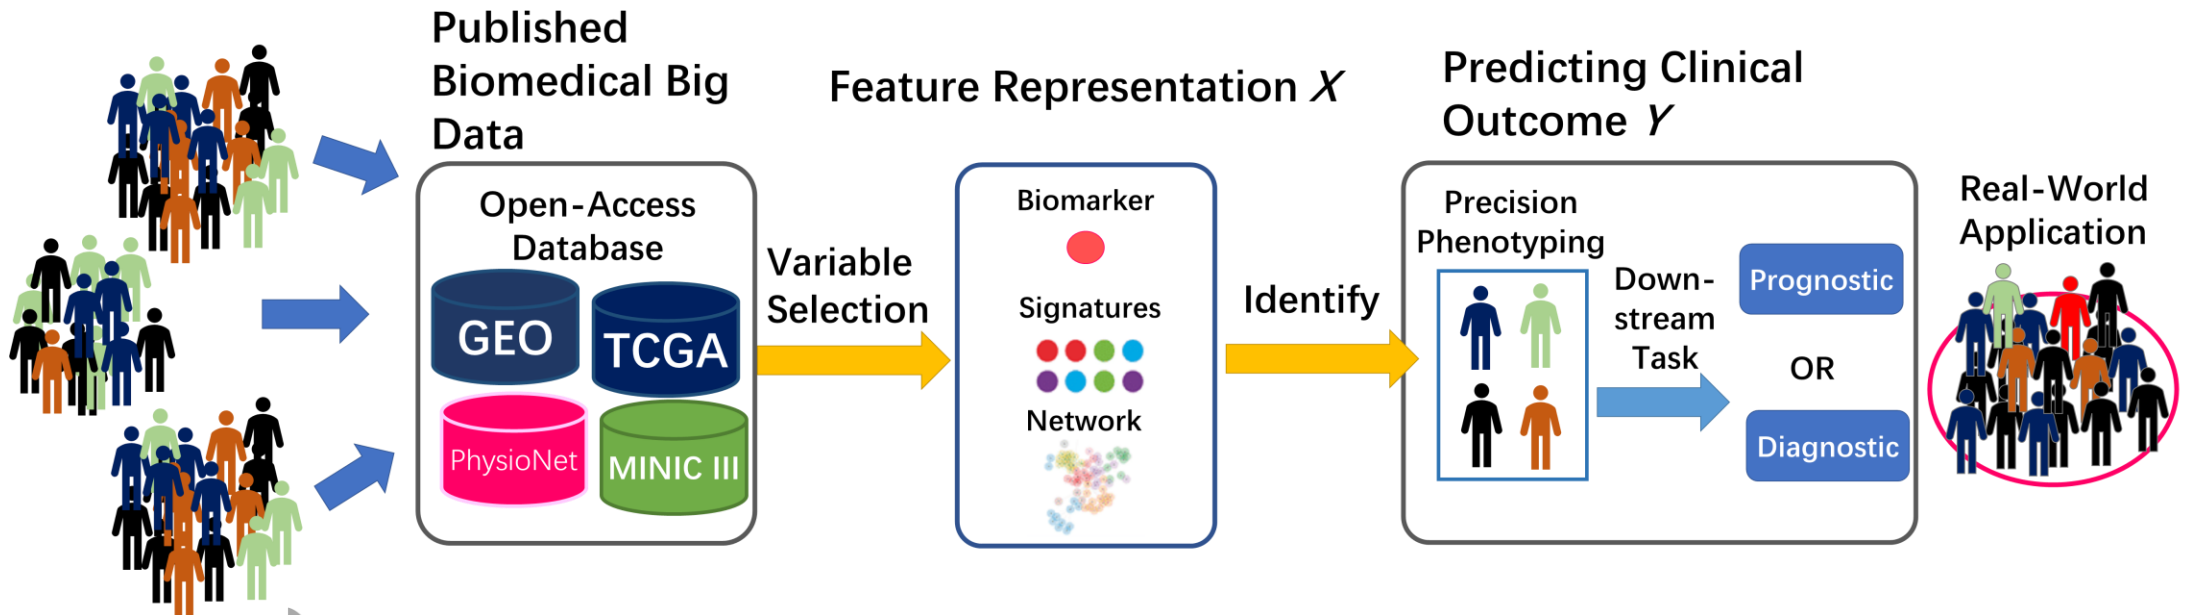 Published
Biomedical Big
Data
Open-Access
Database
GEO
TCGA
PhysioNet
MINIC III
Variable
Selection
Feature Representation X
Biomarker
Signatures
Network
Identify
Predicting Clinical
Outcome Y
Precision
Phenotyping
Down-
stream
Task
Prognostic
OR
Diagnostic
Real-World
Application